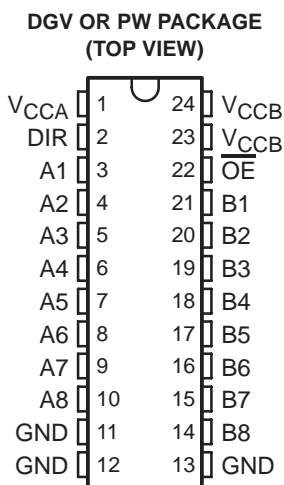 DGV OR PW PACKAGE
(TOP VIEW)
VCCA 1 24 VCCB
DIR 2 23 VCCB
A1 3 22 OE
A2 4 21 B1
A3 5 20 B2
A4 6 19 B3
A5 7 18 B4
A6 8 17 B5
A7 9 16 B6
A8 10 15 B7
GND 11 14 B8
GND 12 13 GND